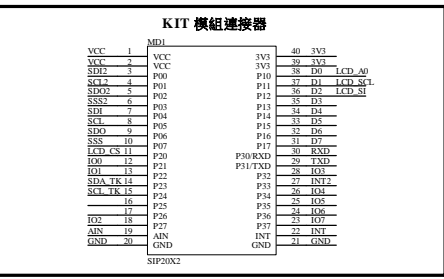 KIT 模組連接器
MD1
VCC 1 VCC 3V3 40 3V3
VCC 2 VCC 3V3 39 3V3
SDI2 3 P00 P10 38 D0 LCD_A0
SCL2 4 P01 P11 37 D1 LCD_SCL
SDO2 5 P02 P12 36 D2 LCD_SI
SSS2 6 P03 P13 35 D3
SDI 7 P04 P14 34 D4
SCL 8 P05 P15 33 D5
SDO 9 P06 P16 32 D6
SSS 10 P07 P17 31 D7
LCD_CS 11 P20 P30/RXD 30 RXD
IO0 12 P21 P31/TXD 29 TXD
IO1 13 P22 P32 28 IO3
SDA_TK 14 P23 P33 27 INT2
SCL_TK 15 P24 P34 26 IO4
16 P25 P35 25 IO5
17 P26 P36 24 IO6
IO2 18 P27 P37 23 IO7
AIN 19 AIN INT 22 INT
GND 20 GND GND 21 GND
SIP20X2